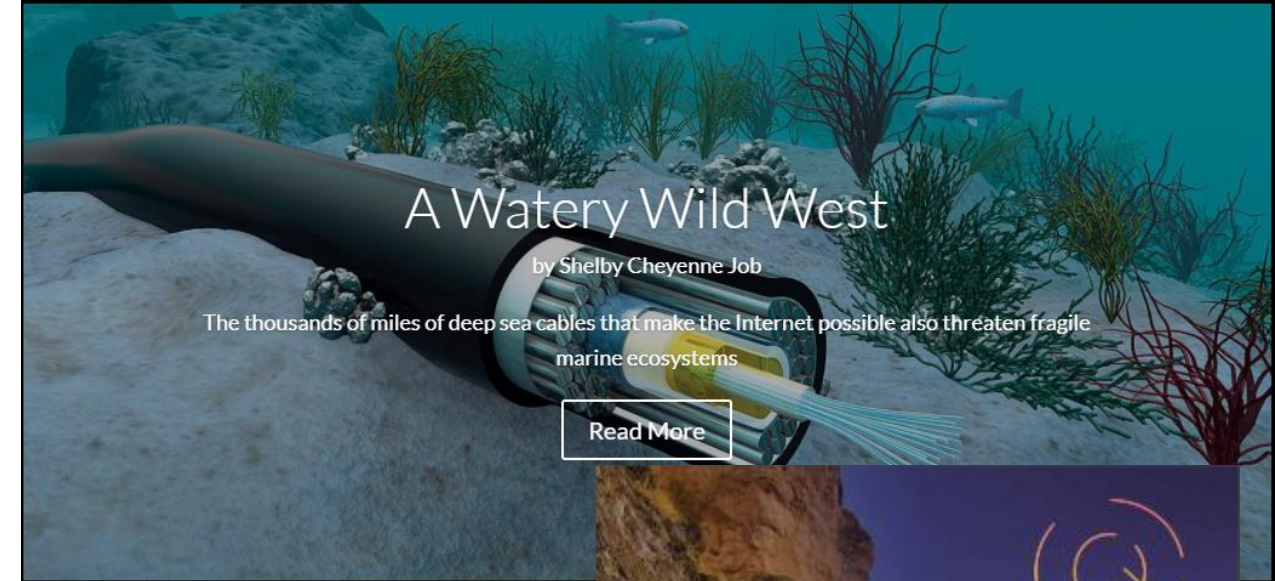 A Watery Wild West
by Shelby Cheyenne Job
The thousands of miles of deep sea cables that make the Internet possible also threaten fragile
marine ecosystems
Read More